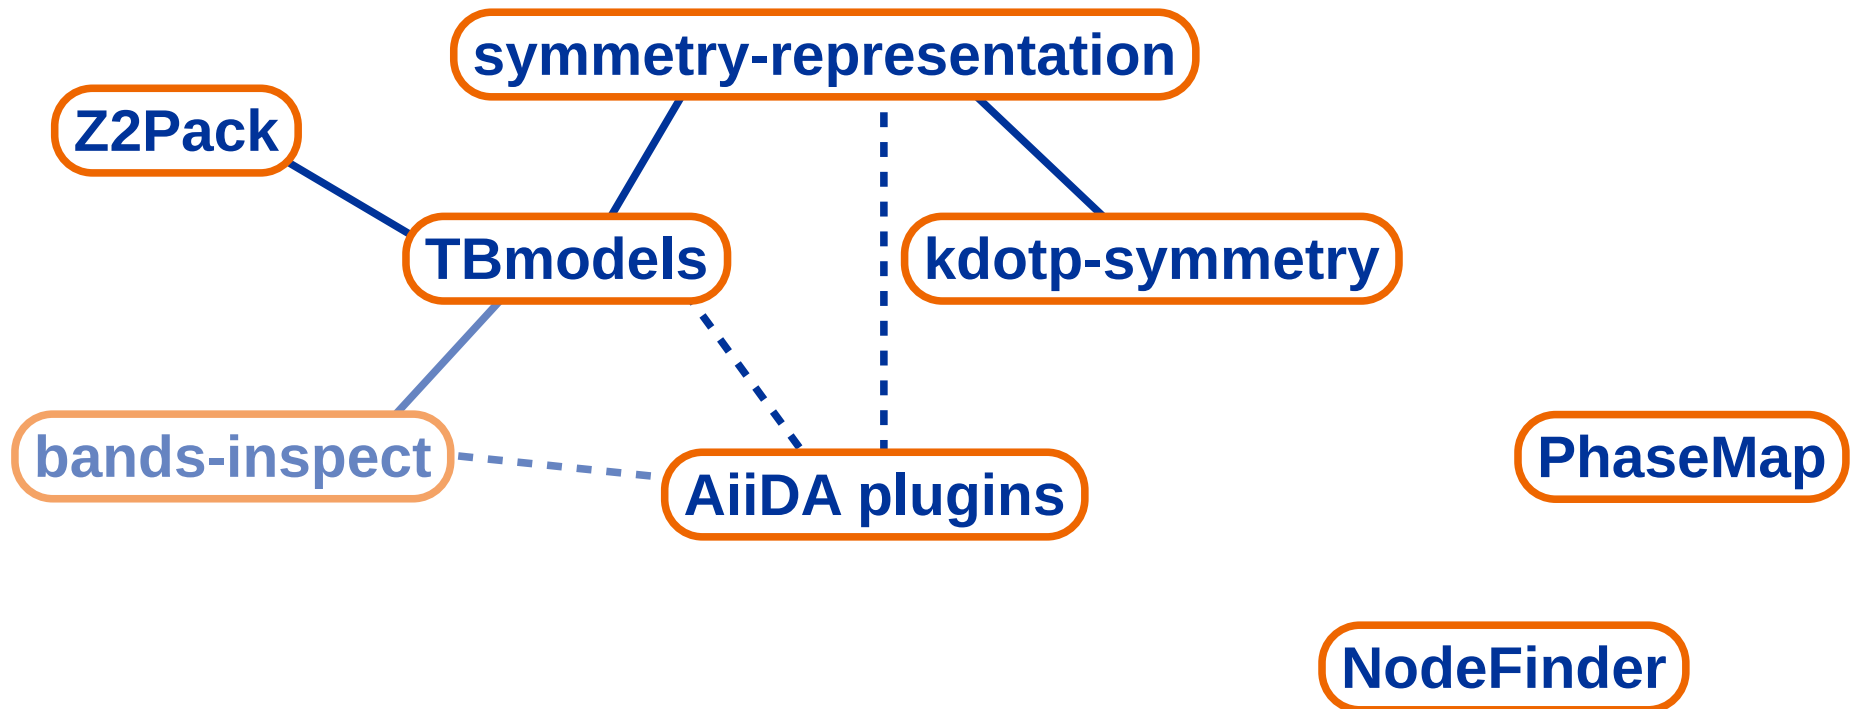 symmetry-representation
Z2Pack
TBmodels
kdotp-symmetry
bands-inspect
AiiDA plugins
PhaseMap
NodeFinder